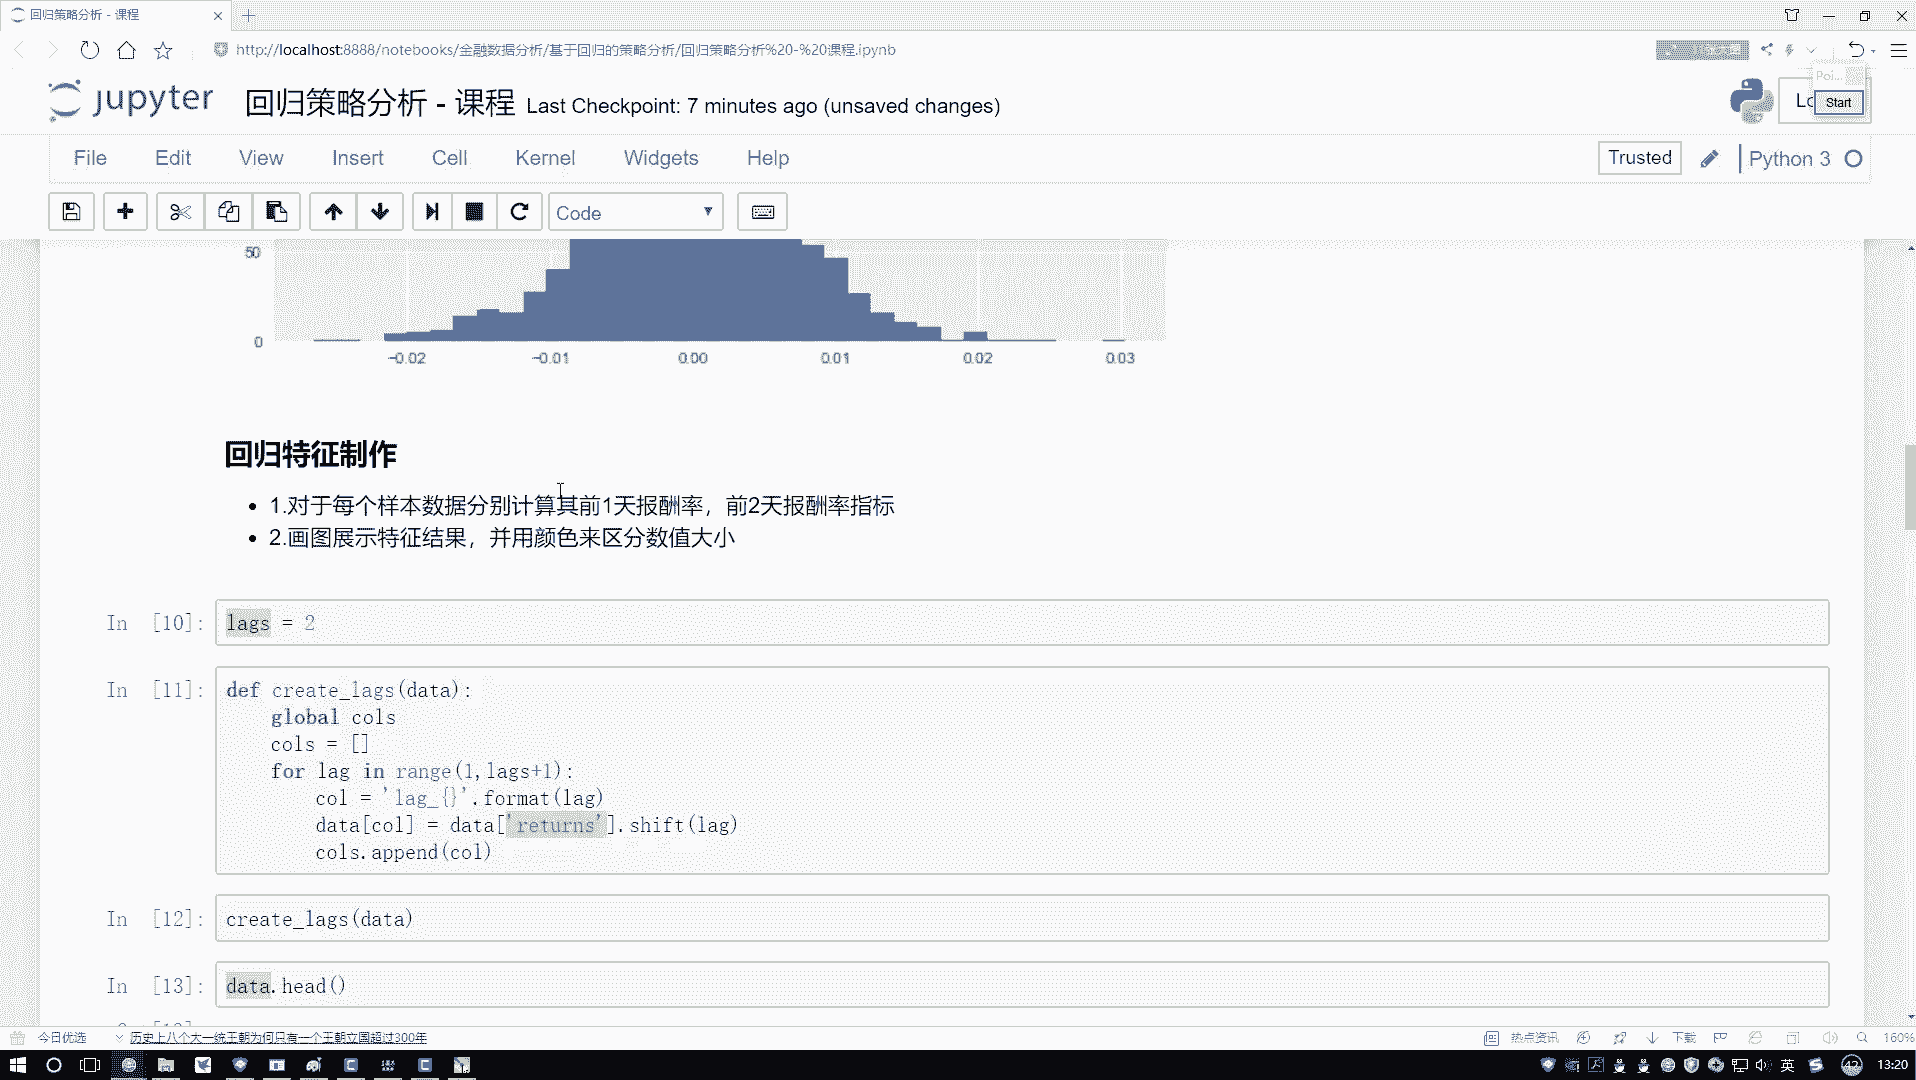 回归策略分析 - 课程
http://localhost:8888/notebooks/金融数据分析/基于回归的策略分析/回归策略分析%20-%20课程.ipynb
Poi...
jupyter 回归策略分析 - 课程 Last Checkpoint: 7 minutes ago (unsaved changes)
Lo
Start
File Edit View Insert Cell Kernel Widgets Help
Trusted
Python 3
Code
50
0
-0.02 -0.01 0.00 0.01 0.02 0.03
回归特征制作
1.对于每个样本数据分别计算其前1天报酬率，前2天报酬率指标
2.画图展示特征结果，并用颜色来区分数值大小
In [10]: lags = 2
In [11]: def create_lags(data):
global cols
cols = []
for lag in range(1,lags+1):
col = 'lag_{}'.format(lag)
data[col] = data['returns'].shift(lag)
cols.append(col)
In [12]: create_lags(data)
In [13]: data.head()
今日优选 历史上八个大一统王朝为何只有一个王朝立国超过300年 热点资讯 下载 160%
英 42 13:20